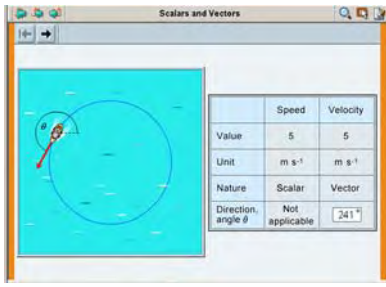 Scalars and Vectors
θ
Speed Velocity
Value 5 5
Unit m s⁻¹ m s⁻¹
Nature Scalar Vector
Direction, angle θ Not applicable 241°